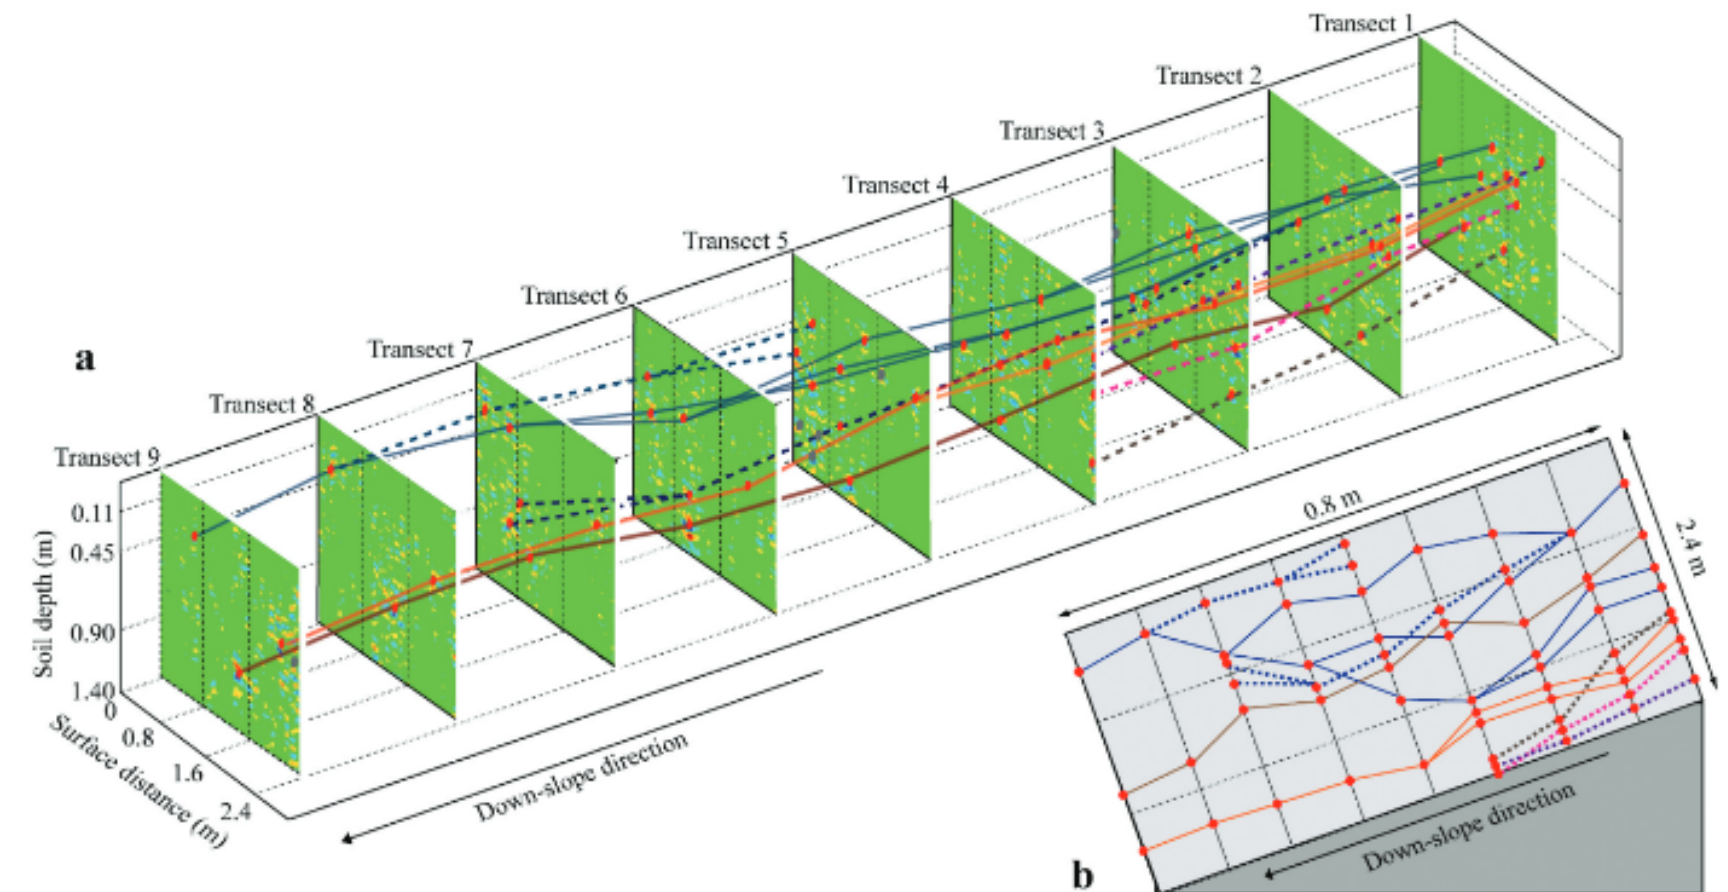 Transect 1
Transect 2
Transect 3
Transect 4
Transect 5
Transect 6
Transect 7
Transect 8
Transect 9
a
0.11
0.45
0.90
1.40
Soil depth (m)
0
0.8
1.6
2.4
Surface distance (m)
Down-slope direction
0.8 m
2.4 m
Down-slope direction
b